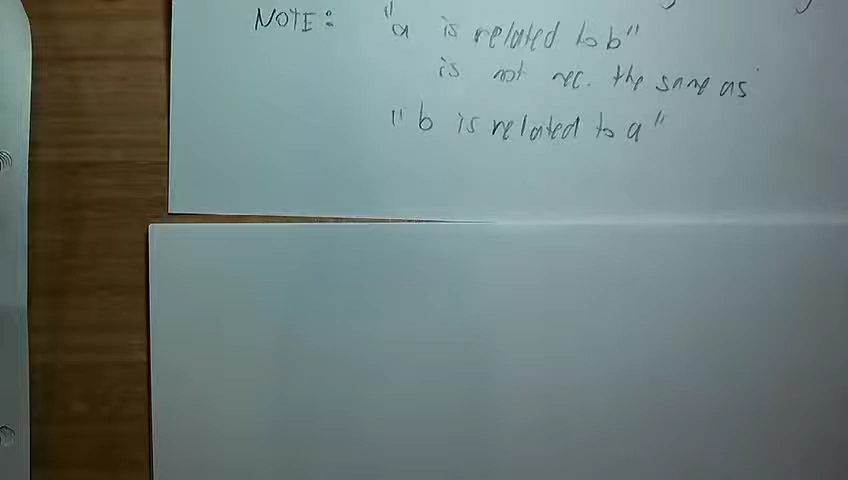 NOTE: "a is related to b"
is not nec. the same as
"b is related to a"